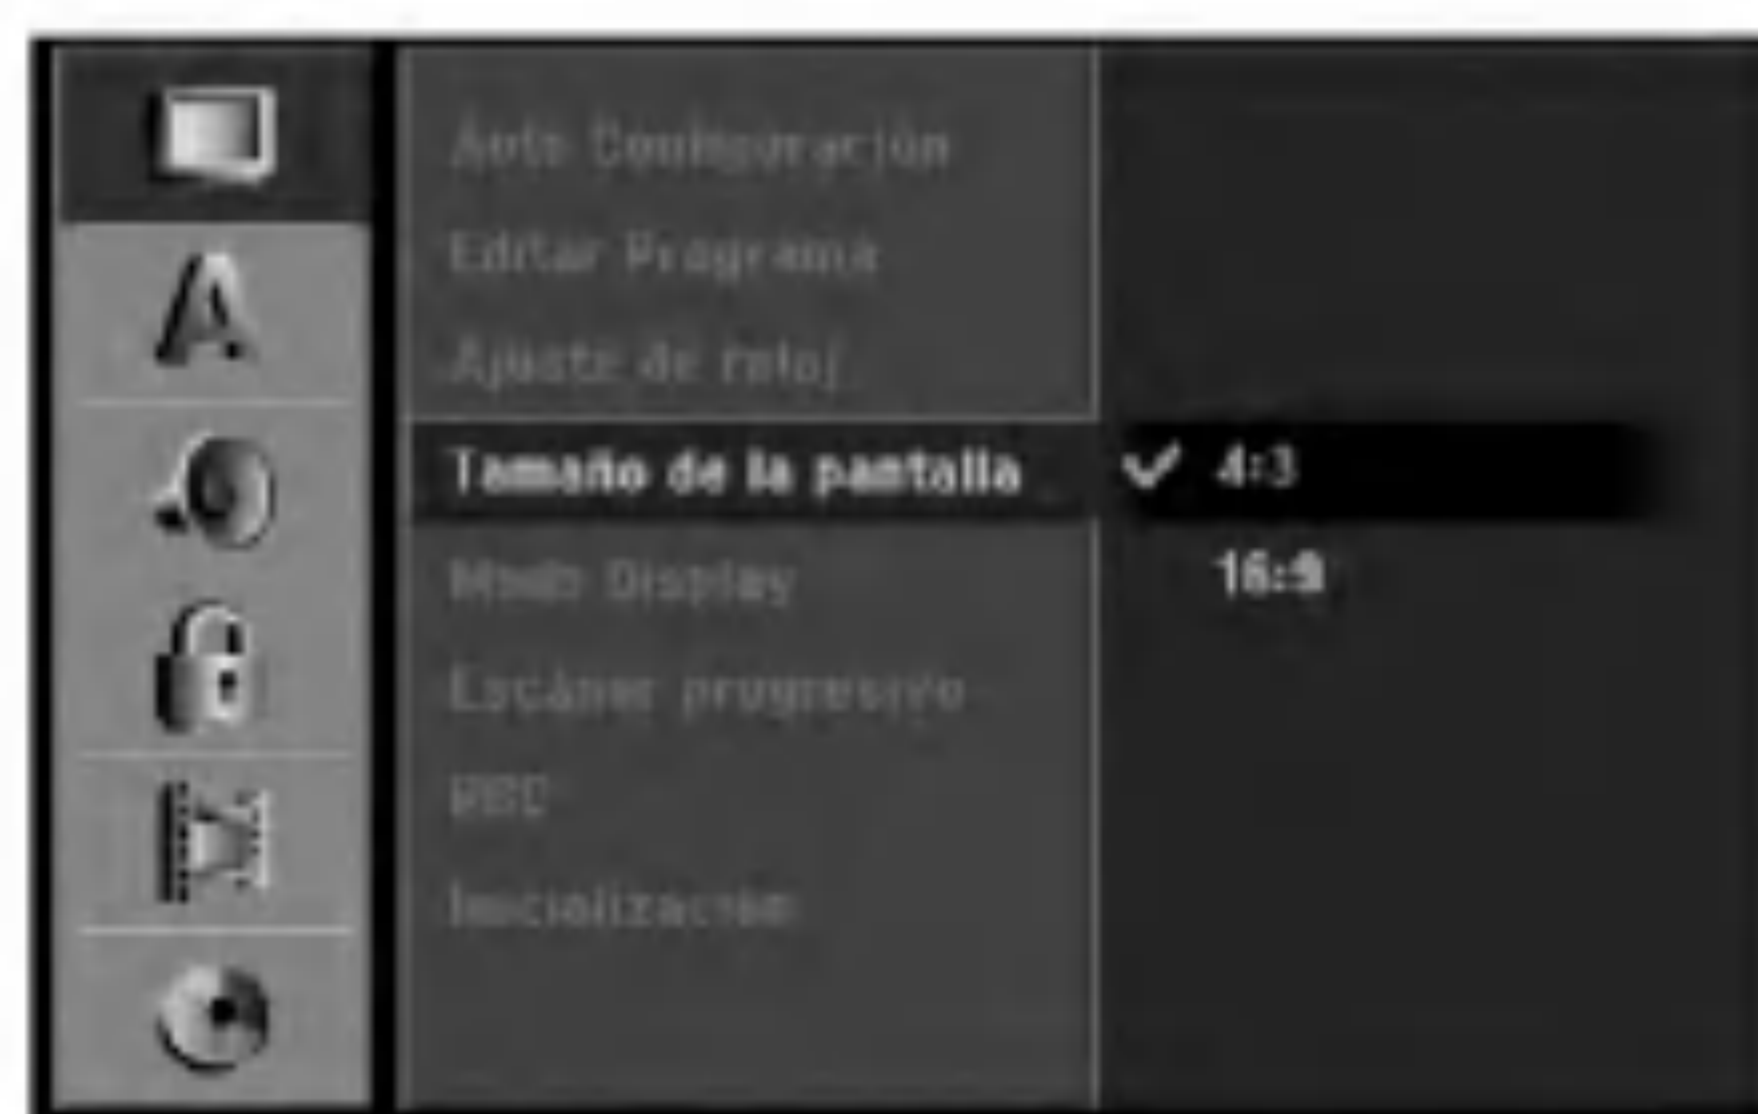 A
Auto Configuración
Editar Programa
Ajuste de reloj
Tamaño de la pantalla
4:3
16:9
Modo Display
Escáner progresivo
PBC
Inicialización